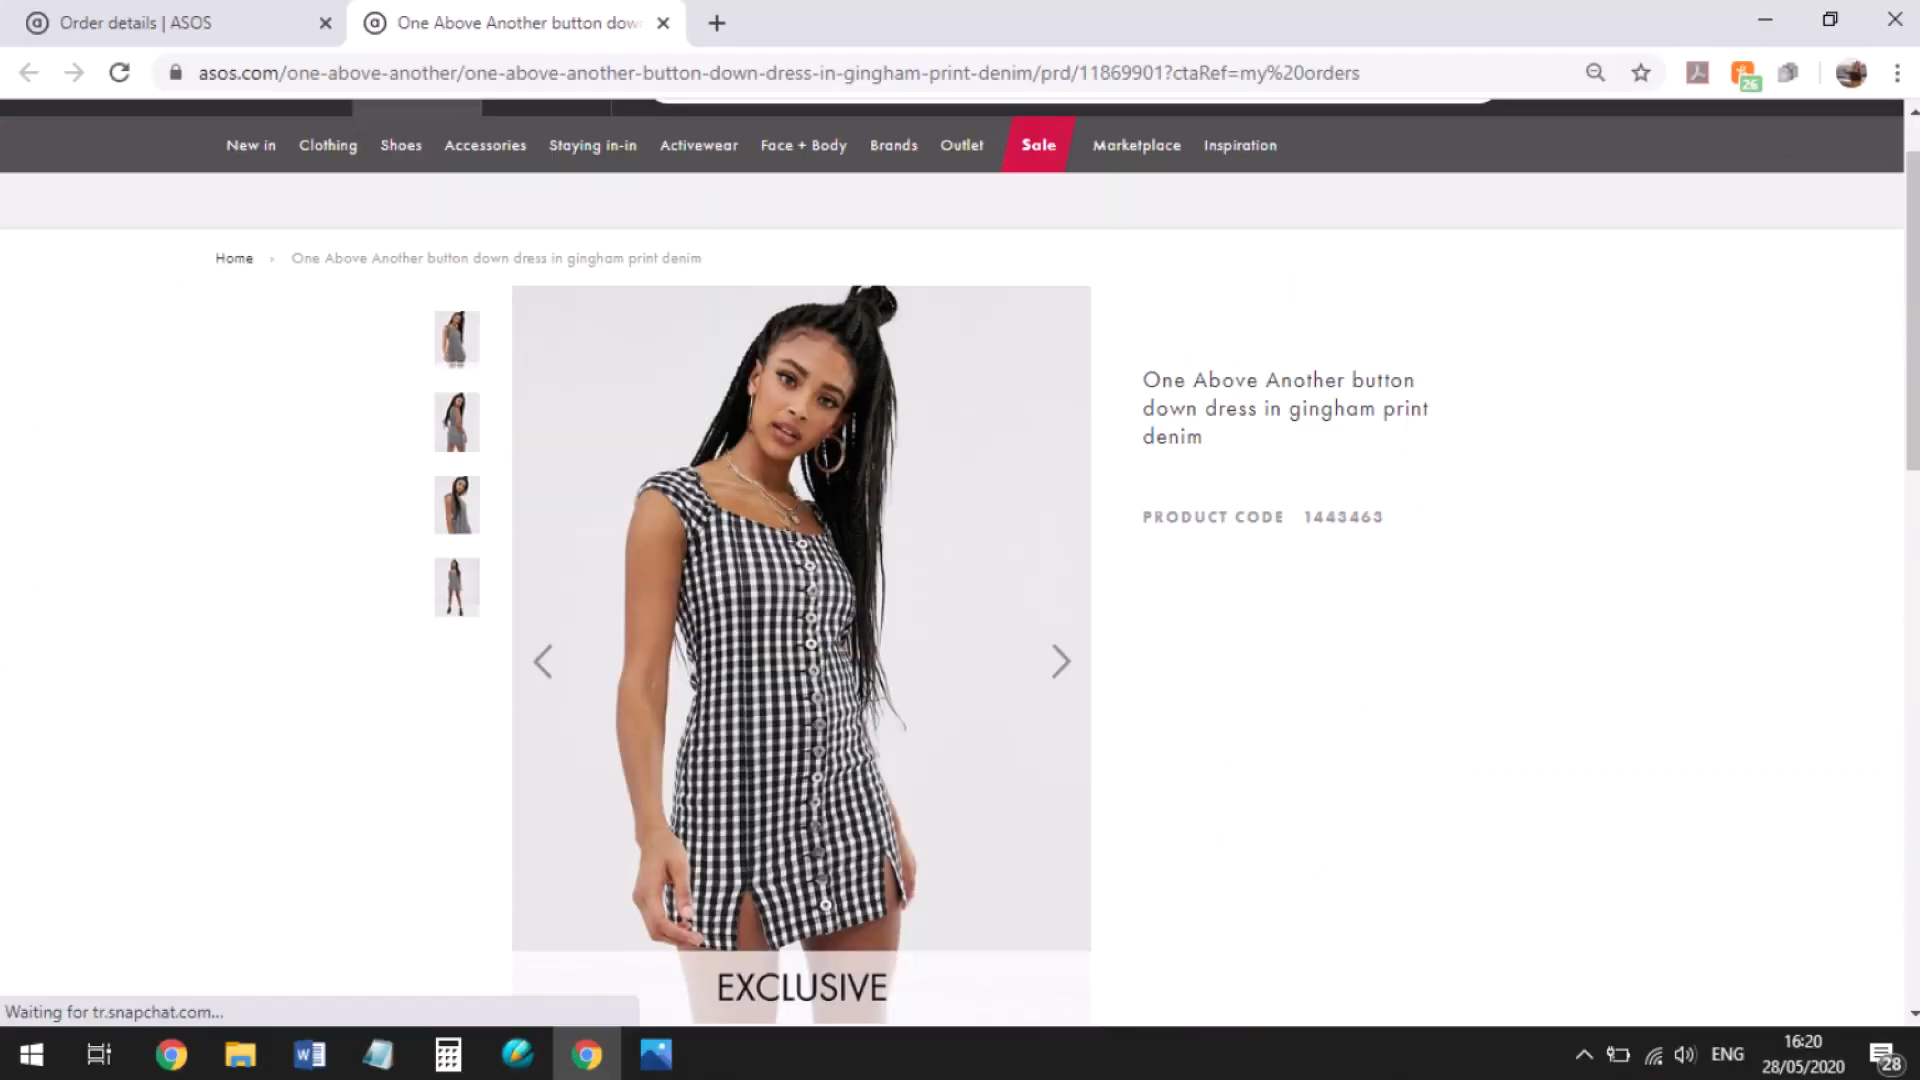 Order details | ASOS
One Above Another button dow
asos.com/one-above-another/one-above-another-button-down-dress-in-gingham-print-denim/prd/11869901?ctaRef=my%20orders
26
New in Clothing Shoes Accessories Staying in-in Activewear Face + Body Brands Outlet Sale Marketplace Inspiration
Home › One Above Another button down dress in gingham print denim
One Above Another button
down dress in gingham print
denim
PRODUCT CODE 1443463
EXCLUSIVE
Waiting for tr.snapchat.com...
ENG
16:20
28/05/2020
28